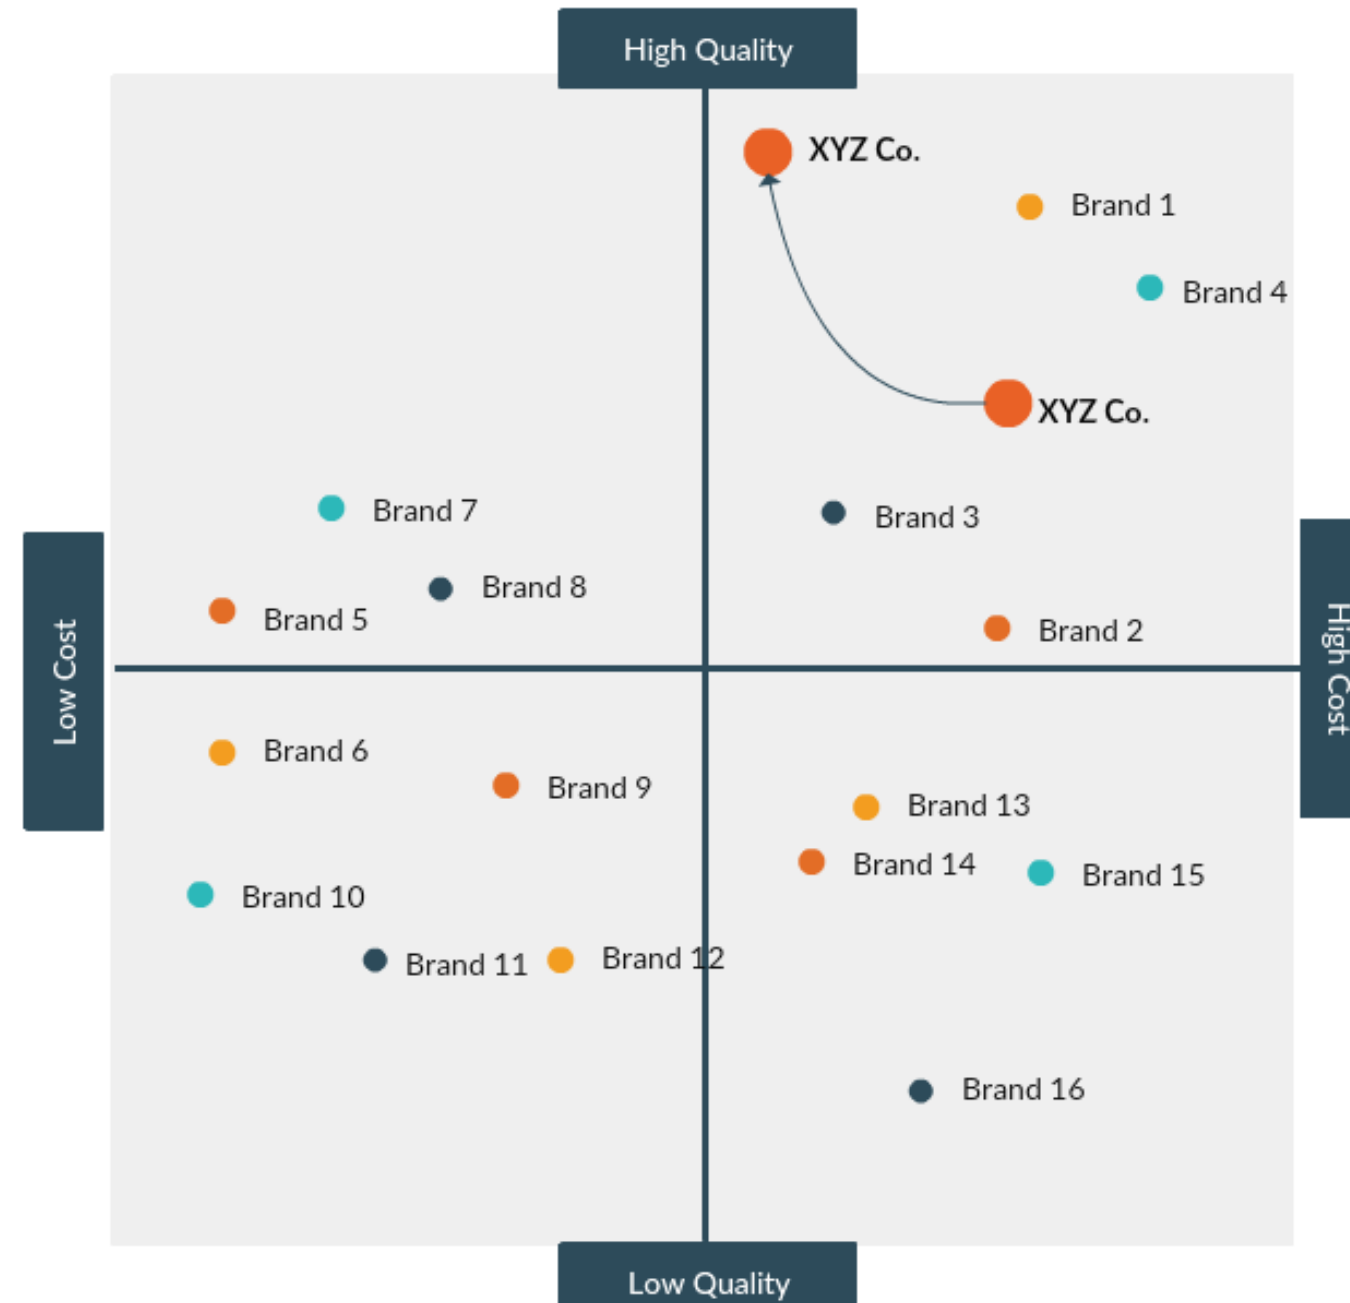 High Quality
XYZ Co.
Brand 1
Brand 4
XYZ Co.
Brand 7
Brand 3
Brand 8
Brand 5
Brand 2
Low Cost
High Cost
Brand 6
Brand 9
Brand 13
Brand 14
Brand 15
Brand 10
Brand 11
Brand 12
Brand 16
Low Quality